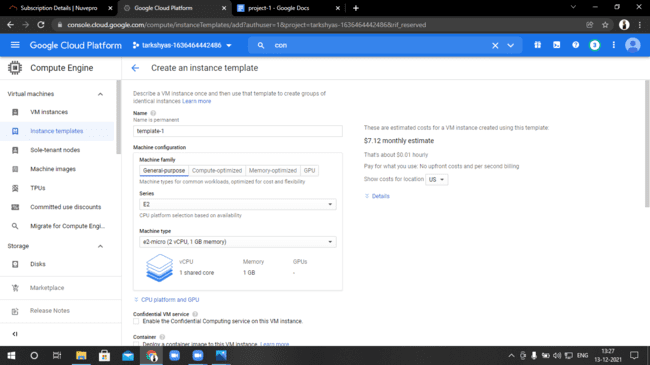 Subscription Details | Nuvepro
Google Cloud Platform
project-1 - Google Docs
console.cloud.google.com/compute/instanceTemplates/add?authuser=1&project=tarkshyas-1636464442486&rif_reserved
Google Cloud Platform
tarkshyas-1636464442486
con
3
Compute Engine
Create an instance template
Virtual machines
VM instances
Instance templates
Sole-tenant nodes
Machine images
TPUs
Committed use discounts
Migrate for Compute Engi...
Storage
Disks
Marketplace
Release Notes
Describe a VM instance once and then use that template to create groups of
identical instances Learn more
Name
Name is permanent
template-1
Machine configuration
Machine family
General-purpose
Compute-optimized
Memory-optimized
GPU
Machine types for common workloads, optimized for cost and flexibility
Series
E2
CPU platform selection based on availability
Machine type
e2-micro (2 vCPU, 1 GB memory)
vCPU
Memory
GPUs
1 shared core
1 GB
-
CPU platform and GPU
Confidential VM service
Enable the Confidential Computing service on this VM instance.
Container
Deploy a container image to this VM instance. Learn more
These are estimated costs for a VM instance created using this template:
$7.12 monthly estimate
That's about $0.01 hourly
Pay for what you use: No upfront costs and per second billing
Show costs for location
US
Details
ENG
13:27
13-12-2021